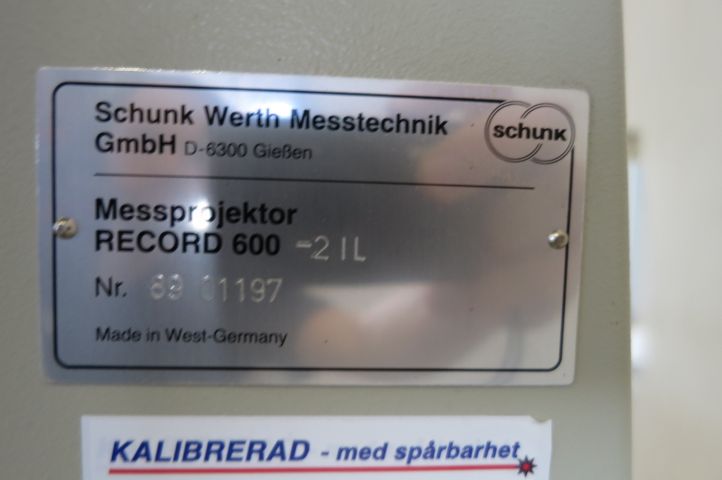 Schunk Werth Messtechnik
GmbH D-6300 Gießen
schunk
Messprojektor
RECORD 600 -2 IL
Nr. 01197
Made in West-Germany
KALIBRERAD - med spårbarhet